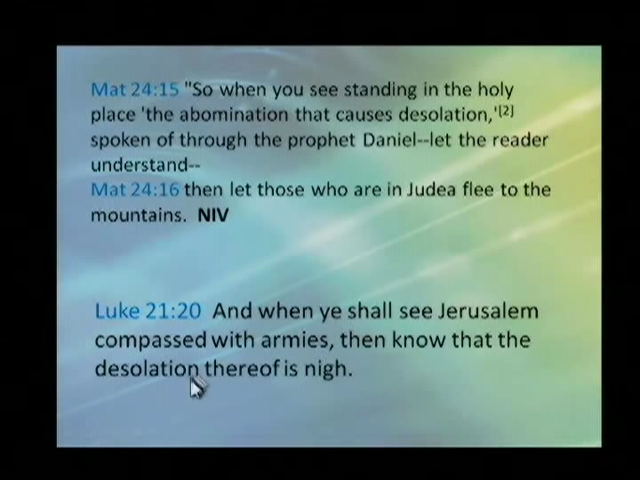 Mat 24:15 "So when you see standing in the holy
place 'the abomination that causes desolation,'[2]
spoken of through the prophet Daniel--let the reader
understand--
Mat 24:16 then let those who are in Judea flee to the
mountains. NIV
Luke 21:20 And when ye shall see Jerusalem
compassed with armies, then know that the
desolation thereof is nigh.